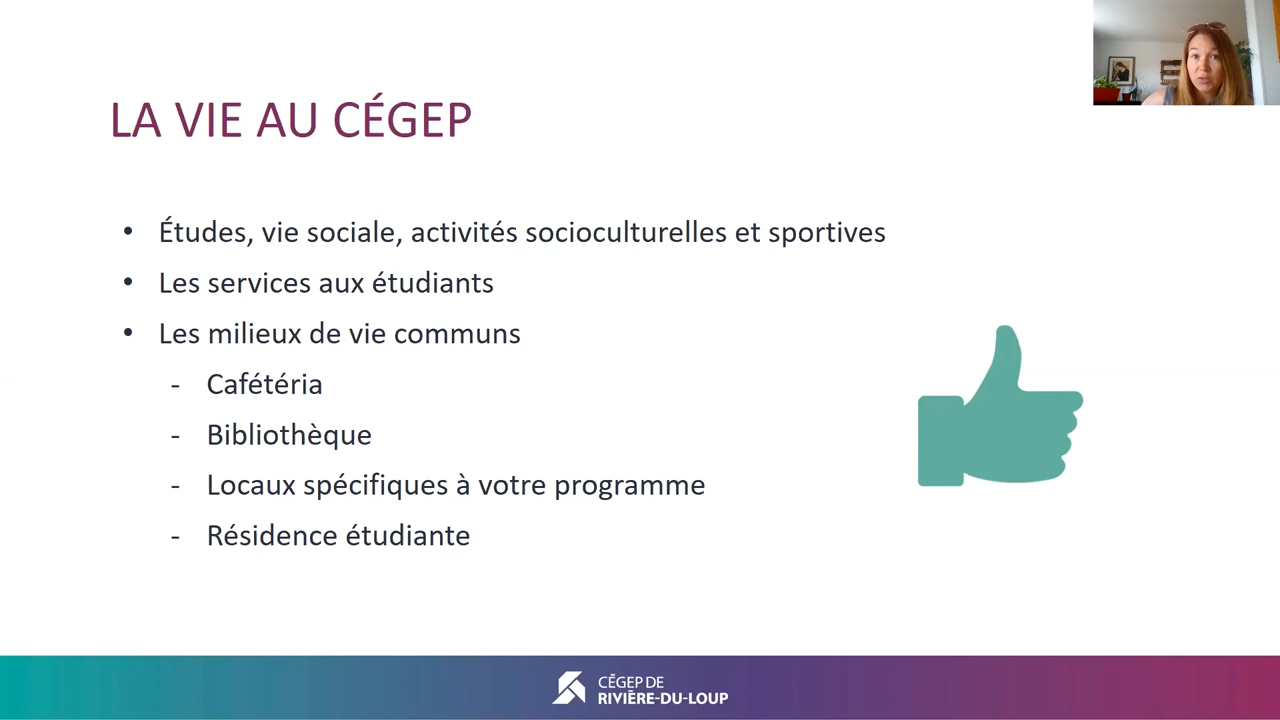 LA VIE AU CÉGEP
• Études, vie sociale, activités socioculturelles et sportives
• Les services aux étudiants
• Les milieux de vie communs
- Cafétéria
- Bibliothèque
- Locaux spécifiques à votre programme
- Résidence étudiante
CÉGEP DE
RIVIÈRE-DU-LOUP